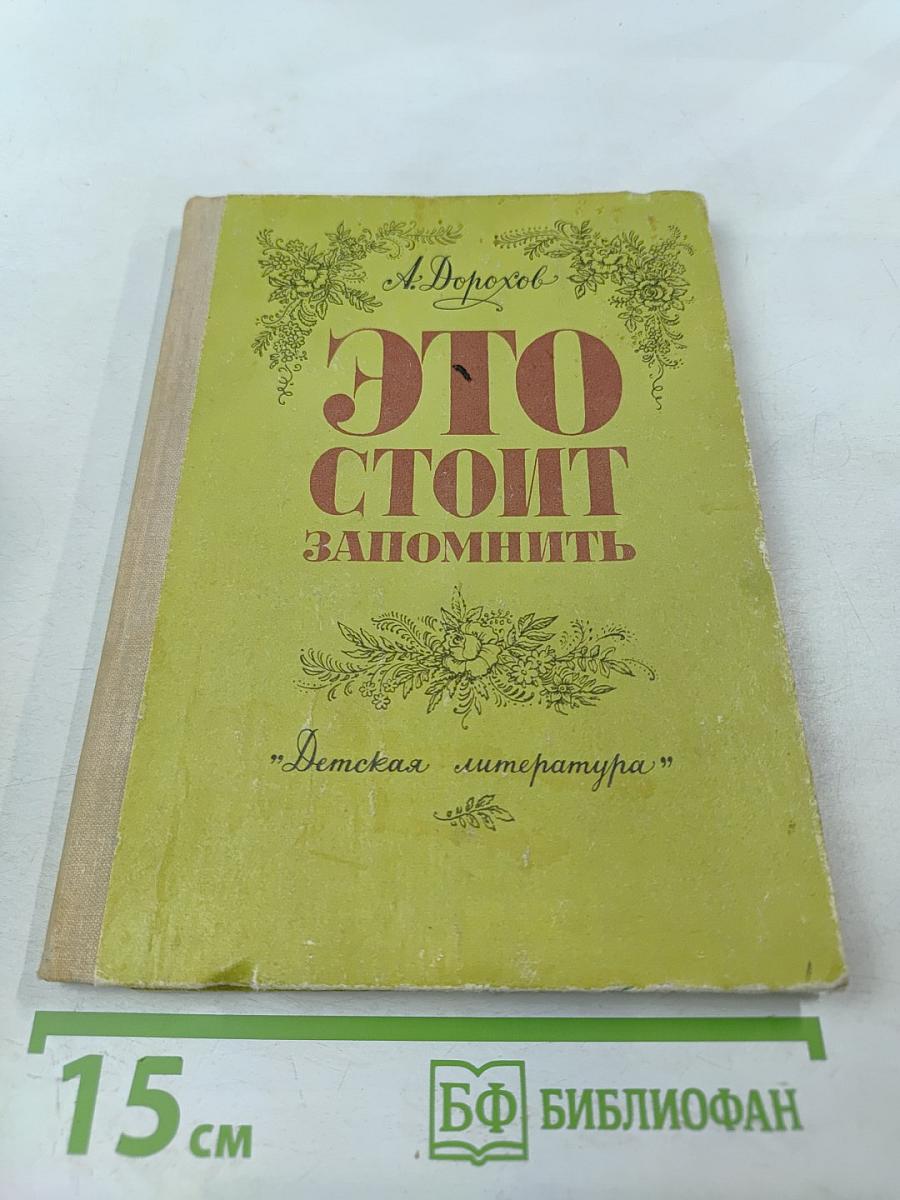 А. Дорохов
ЭТО
СТОИТ
ЗАПОМНИТЬ
"Детская литература"
15 см
БФ БИБЛИОФАН